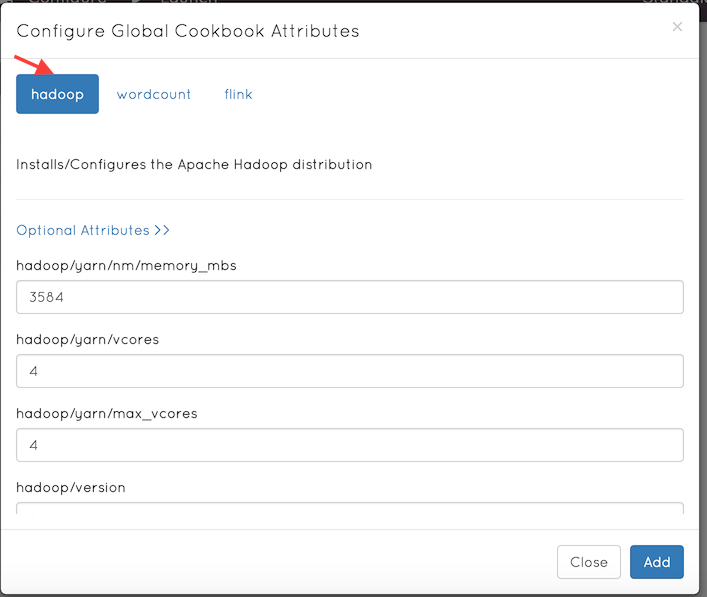 Configure Global Cookbook Attributes
×
hadoop wordcount flink
Installs/Configures the Apache Hadoop distribution
Optional Attributes >>
hadoop/yarn/nm/memory_mbs
3584
hadoop/yarn/vcores
4
hadoop/yarn/max_vcores
4
hadoop/version
Close Add